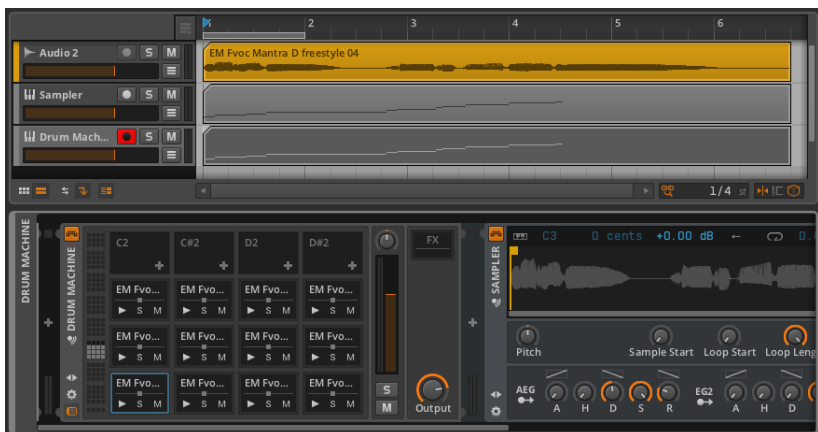 2 3 4 5 6
Audio 2 S M
EM Fvoc Mantra D freestyle 04
Sampler S M
Drum Mach... S M
1/4
DRUM MACHINE
DRUM MACHINE
C2 C#2 D2 D#2
EM Fvo... EM Fvo... EM Fvo... EM Fvo...
S M S M S M S M
EM Fvo... EM Fvo... EM Fvo... EM Fvo...
S M S M S M S M
EM Fvo... EM Fvo... EM Fvo... EM Fvo...
S M S M S M S M
S
M
FX
Output
SAMPLER
C3 0 cents +0.00 dB 0.
Pitch Sample Start Loop Start Loop Leng
AEG A H D S R EG2 A H D